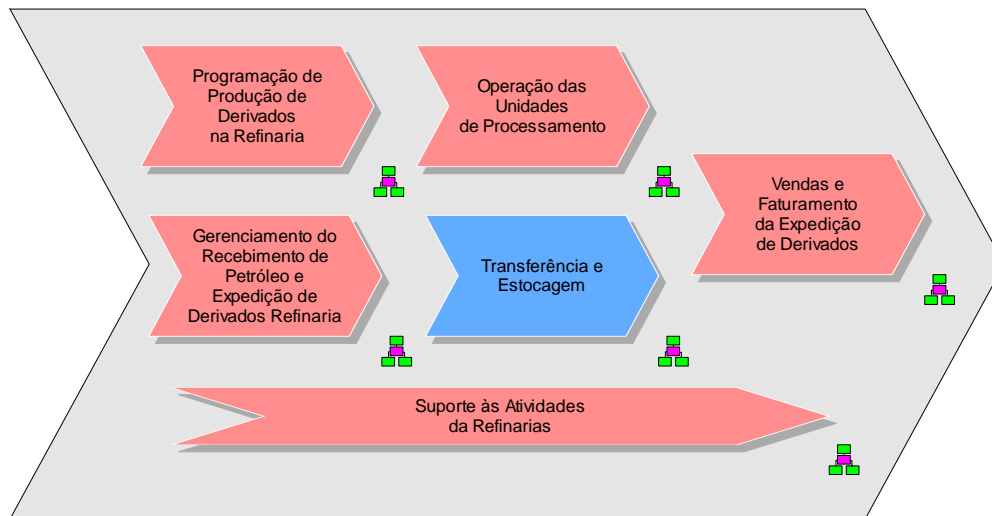 Programação de
Produção de
Derivados
na Refinaria
Operação das
Unidades
de Processamento
Vendas e
Faturamento
da Expedição
de Derivados
Gerenciamento do
Recebimento de
Petróleo e
Expedição de
Derivados Refinaria
Transferência e
Estocagem
Suporte às Atividades
da Refinarias